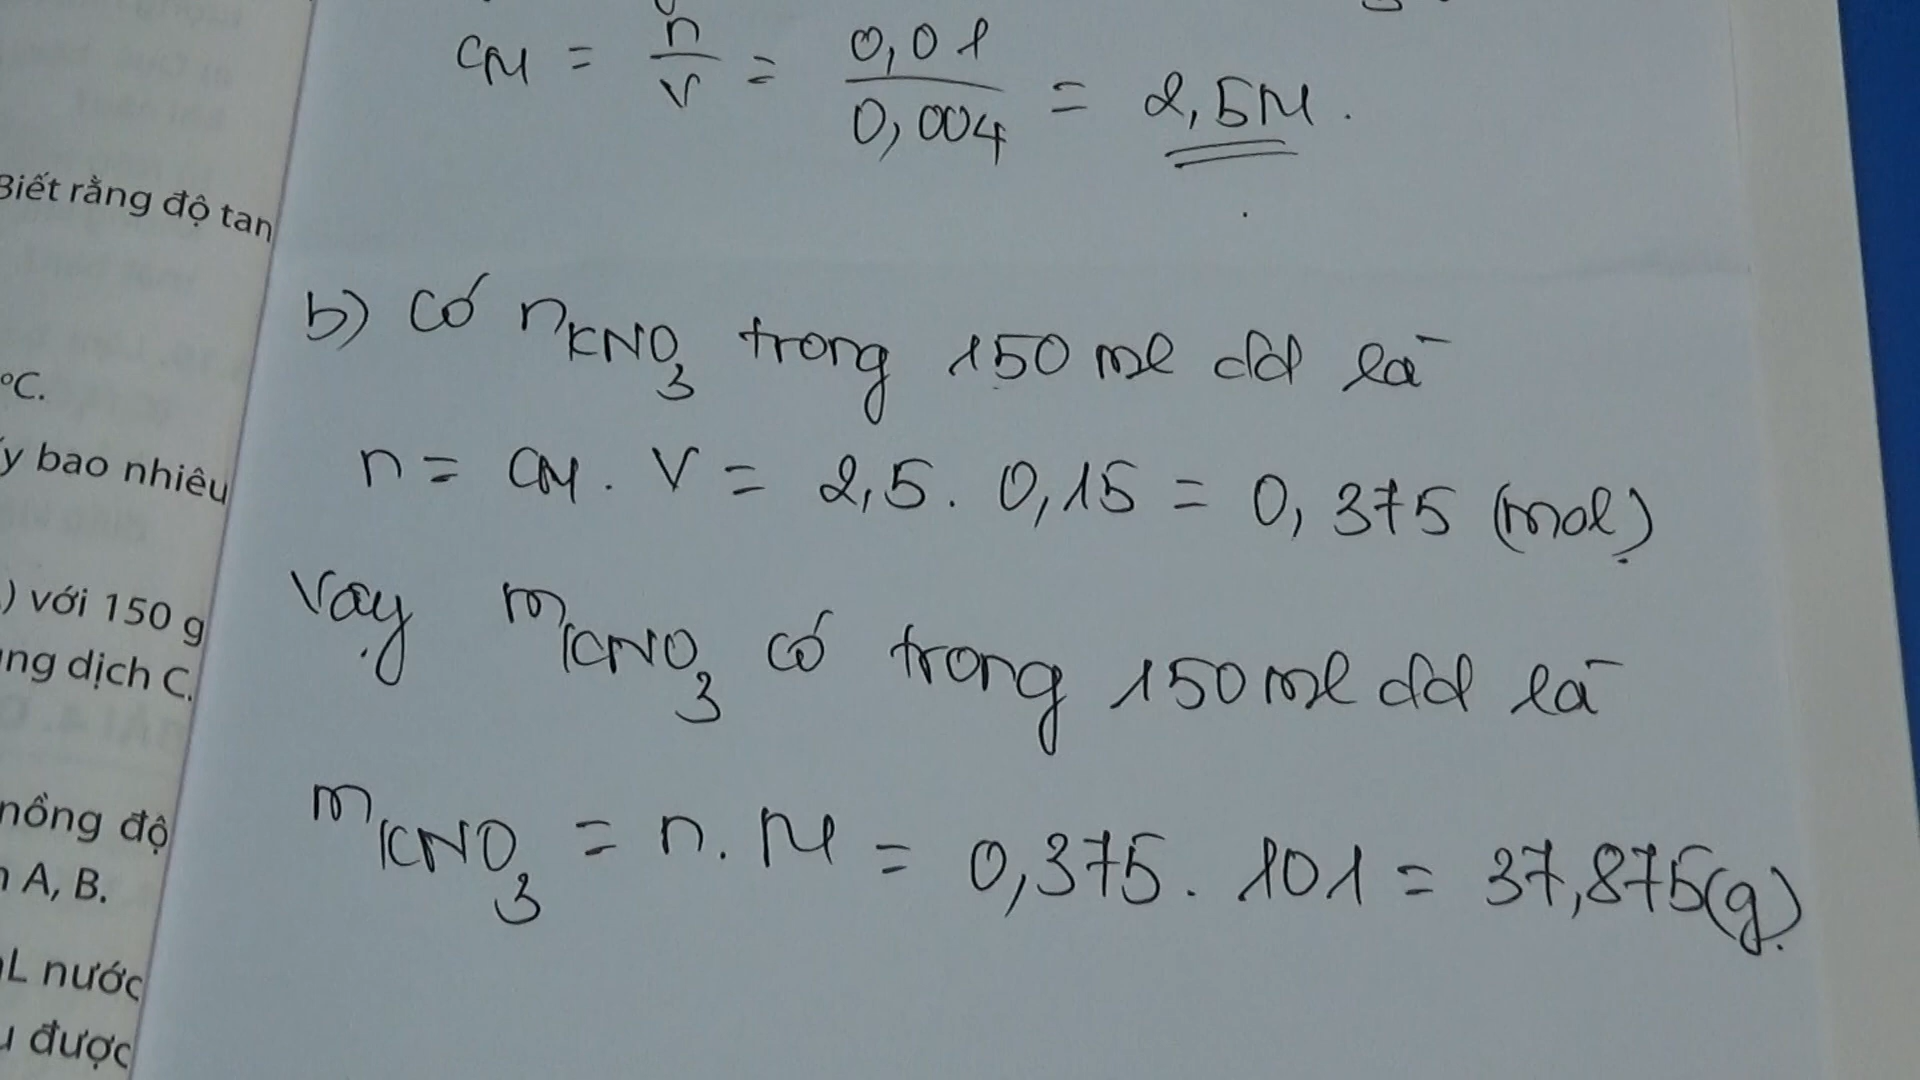 CM = n/V = 0,01/0,004 = 2,5M.
Biết rằng độ tan
b) Có nKNO3 trong 150 ml dd là
°C.
n = CM . V = 2,5 . 0,15 = 0,375 (mol)
y bao nhiêu
) với 150 g
Vậy mKNO3 có trong 150 ml dd là
ng dịch C.
nồng độ
mKNO3 = n . M = 0,375 . 101 = 37,875(g)
A, B.
L nước
được